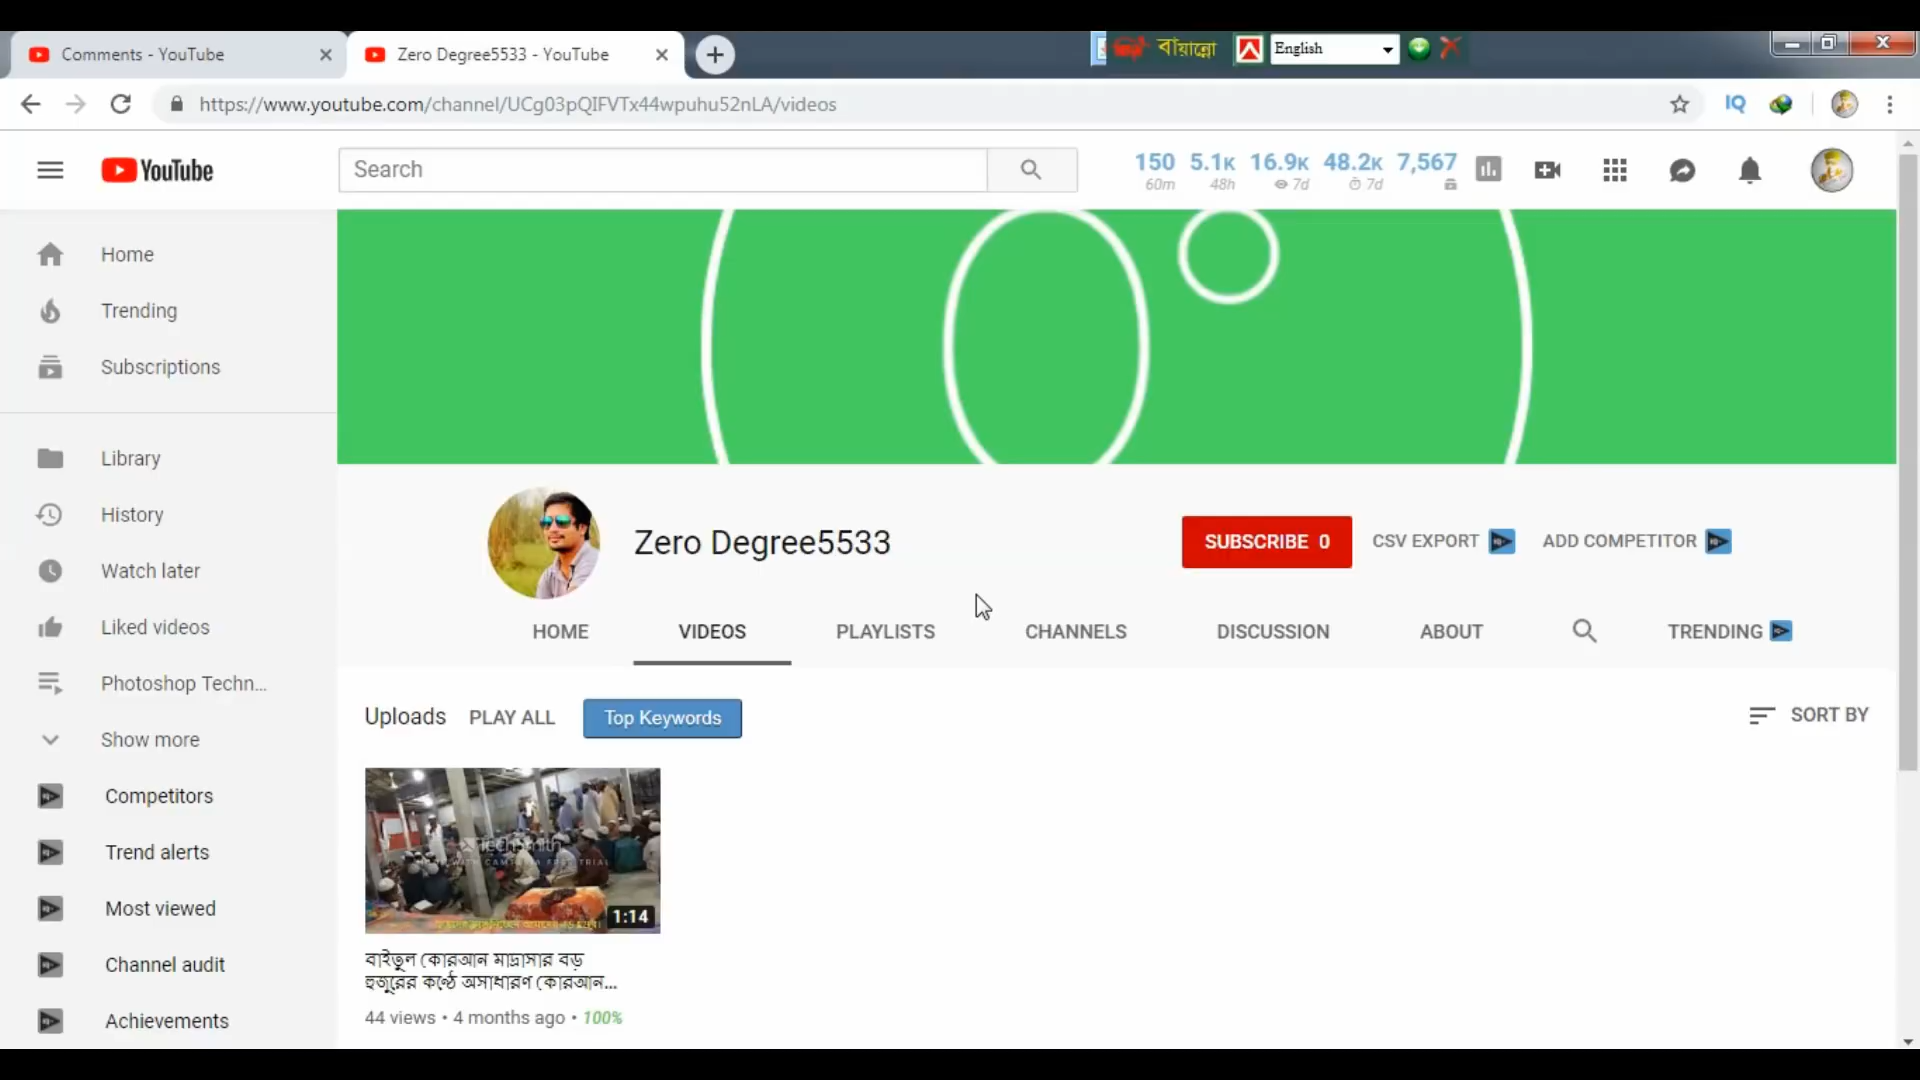 Comments - YouTube
Zero Degree5533 - YouTube
বায়ান্নো
English
https://www.youtube.com/channel/UCg03pQIFVTx44wpuhu52nLA/videos
IQ
YouTube
Search
150 5.1K 16.9K 48.2K 7,567
60m 48h 7d 7d
Home
Trending
Subscriptions
Library
History
Watch later
Liked videos
Photoshop Techn...
Show more
Competitors
Trend alerts
Most viewed
Channel audit
Achievements
Zero Degree5533
SUBSCRIBE 0
CSV EXPORT
ADD COMPETITOR
HOME
VIDEOS
PLAYLISTS
CHANNELS
DISCUSSION
ABOUT
TRENDING
Uploads
PLAY ALL
Top Keywords
SORT BY
TechSmith
1:14
বাইতুল কোরআন মাদ্রাসার বড়
হুজুরের কণ্ঠে অসাধারণ কোরআন...
44 views • 4 months ago • 100%